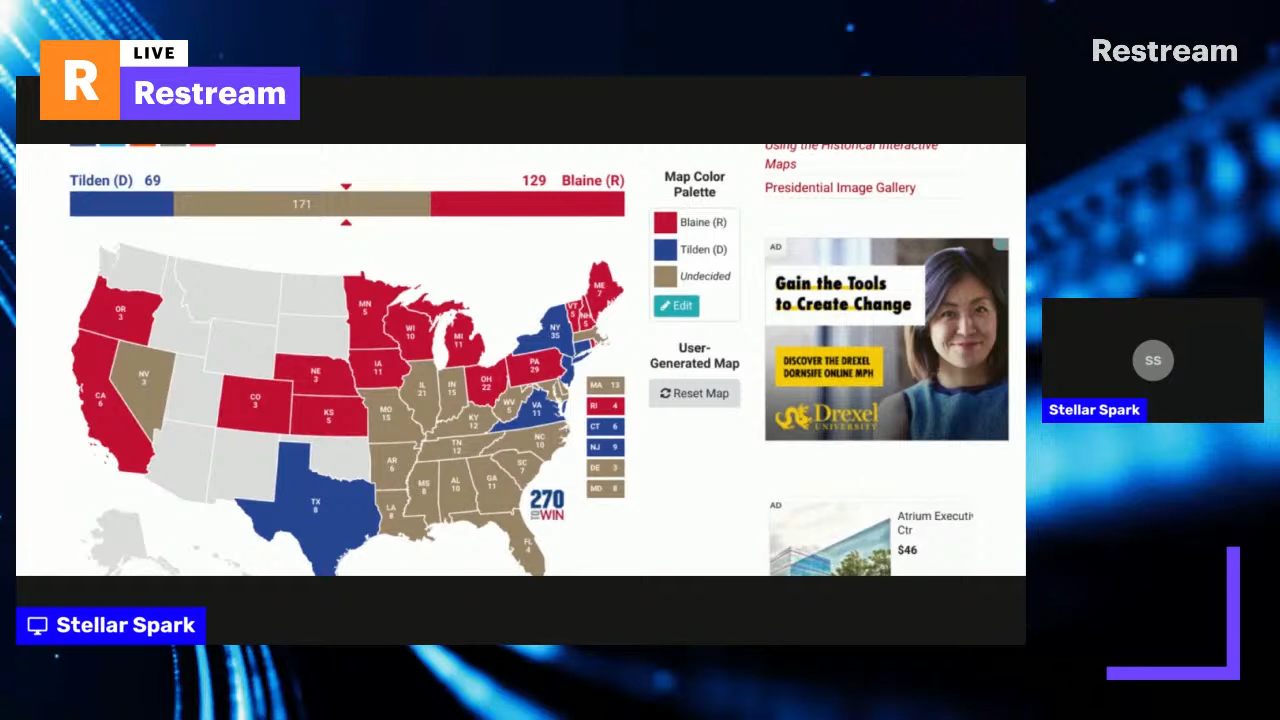 LIVE
R
Restream
Restream
Using the Historical Interactive
Maps
Presidential Image Gallery
Tilden (D) 69
129 Blaine (R)
171
Map Color
Palette
Blaine (R)
Tilden (D)
Undecided
Edit
User-
Generated Map
Reset Map
OR
3
CA
6
NV
3
CO
3
NE
3
KS
5
TX
8
MN
5
IA
11
MO
15
AR
6
LA
8
WI
10
IL
21
MI
11
IN
15
OH
22
KY
12
TN
12
MS
8
AL
10
GA
11
FL
4
SC
7
NC
10
VA
11
WV
5
PA
29
NY
35
VT
5
NH
5
ME
7
MA 13
RI 4
CT 6
NJ 9
DE 3
MD 8
270
TO WIN
AD
Gain the Tools
to Create Change
DISCOVER THE DREXEL
DORNSIFE ONLINE MPH
Drexel
UNIVERSITY
AD
Atrium Executiv
Ctr
$46
SS
Stellar Spark
Stellar Spark